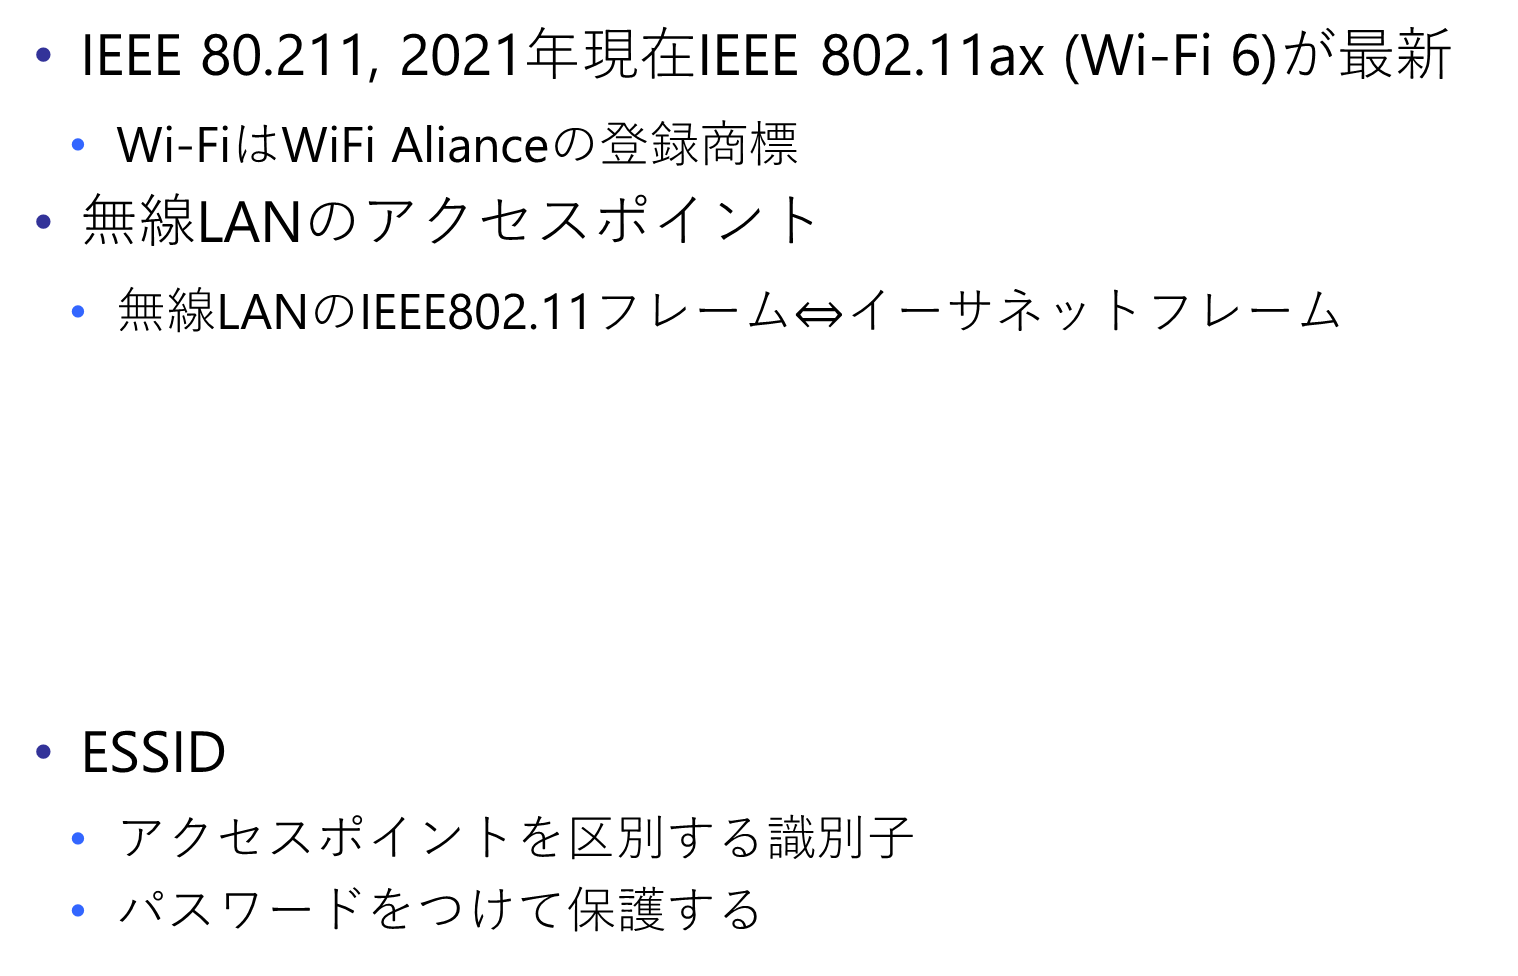 • IEEE 80.211, 2021年現在IEEE 802.11ax (Wi-Fi 6)が最新
• Wi-FiはWiFi Allianceの登録商標
• 無線LANのアクセスポイント
• 無線LANのIEEE802.11フレーム⇔イーサネットフレーム
• ESSID
• アクセスポイントを区別する識別子
• パスワードをつけて保護する